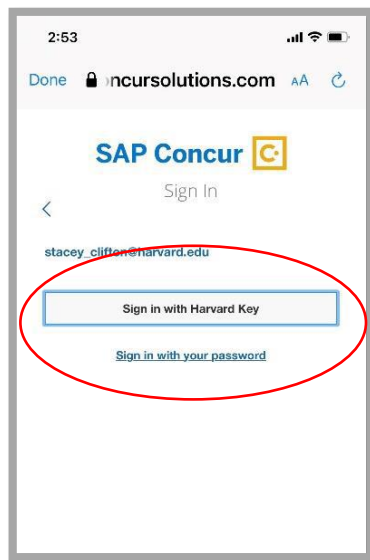 2:53
Done ncursolutions.com AA
SAP Concur C
Sign In
stacey_clifton@harvard.edu
Sign in with Harvard Key
Sign in with your password